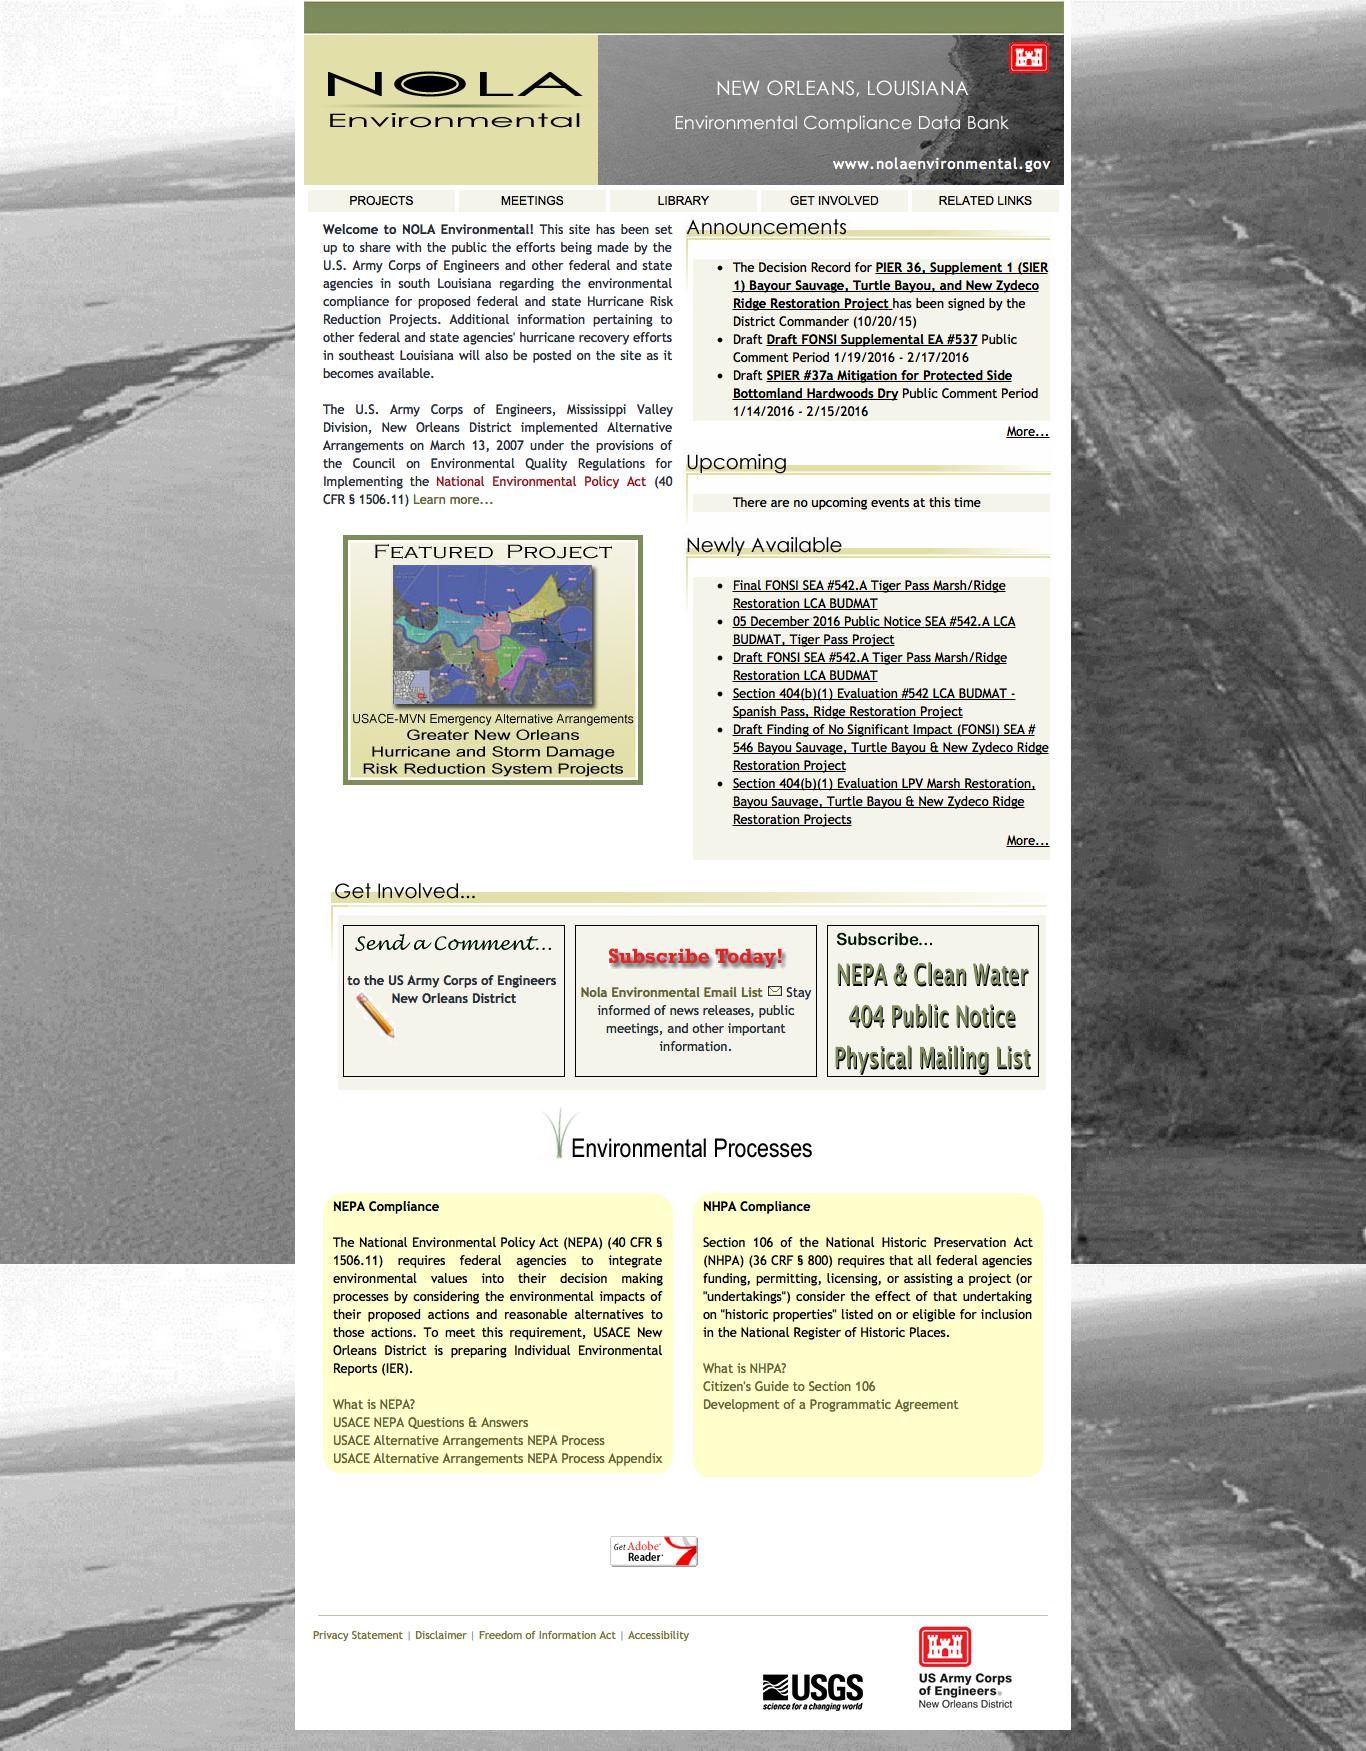 NOLA
Environmental
NEW ORLEANS, LOUISIANA
Environmental Compliance Data Bank
www.nolaenvironmental.gov
PROJECTS
MEETINGS
LIBRARY
GET INVOLVED
RELATED LINKS
Welcome to NOLA Environmental! This site has been set
up to share with the public the efforts being made by the
U.S. Army Corps of Engineers and other federal and state
agencies in south Louisiana regarding the environmental
compliance for proposed federal and state Hurricane Risk
Reduction Projects. Additional information pertaining to
other federal and state agencies' hurricane recovery efforts
in southeast Louisiana will also be posted on the site as it
becomes available.
The U.S. Army Corps of Engineers, Mississippi Valley
Division, New Orleans District implemented Alternative
Arrangements on March 13, 2007 under the provisions of
the Council on Environmental Quality Regulations for
Implementing the National Environmental Policy Act (40
CFR § 1506.11) Learn more...
FEATURED PROJECT
USACE-MVN Emergency Alternative Arrangements
Greater New Orleans
Hurricane and Storm Damage
Risk Reduction System Projects
Announcements
• The Decision Record for PIER 36, Supplement 1 (SIER
1) Bayour Sauvage, Turtle Bayou, and New Zydeco
Ridge Restoration Project has been signed by the
District Commander (10/20/15)
• Draft Draft FONSI Supplemental EA #537 Public
Comment Period 1/19/2016 - 2/17/2016
• Draft SPIER #37a Mitigation for Protected Side
Bottomland Hardwoods Dry Public Comment Period
1/14/2016 - 2/15/2016
More...
Upcoming
There are no upcoming events at this time
Newly Available
• Final FONSI SEA #542.A Tiger Pass Marsh/Ridge
Restoration LCA BUDMAT
• 05 December 2016 Public Notice SEA #542.A LCA
BUDMAT, Tiger Pass Project
• Draft FONSI SEA #542.A Tiger Pass Marsh/Ridge
Restoration LCA BUDMAT
• Section 404(b)(1) Evaluation #542 LCA BUDMAT -
Spanish Pass, Ridge Restoration Project
• Draft Finding of No Significant Impact (FONSI) SEA #
546 Bayou Sauvage, Turtle Bayou & New Zydeco Ridge
Restoration Project
• Section 404(b)(1) Evaluation LPV Marsh Restoration,
Bayou Sauvage, Turtle Bayou & New Zydeco Ridge
Restoration Projects
More...
Get Involved...
Send a Comment...
to the US Army Corps of Engineers
New Orleans District
Subscribe Today!
Nola Environmental Email List Stay
informed of news releases, public
meetings, and other important
information.
Subscribe...
NEPA & Clean Water
404 Public Notice
Physical Mailing List
Environmental Processes
NEPA Compliance
The National Environmental Policy Act (NEPA) (40 CFR §
1506.11) requires federal agencies to integrate
environmental values into their decision making
processes by considering the environmental impacts of
their proposed actions and reasonable alternatives to
those actions. To meet this requirement, USACE New
Orleans District is preparing Individual Environmental
Reports (IER).
What is NEPA?
USACE NEPA Questions & Answers
USACE Alternative Arrangements NEPA Process
USACE Alternative Arrangements NEPA Process Appendix
NHPA Compliance
Section 106 of the National Historic Preservation Act
(NHPA) (36 CRF § 800) requires that all federal agencies
funding, permitting, licensing, or assisting a project (or
"undertakings") consider the effect of that undertaking
on "historic properties" listed on or eligible for inclusion
in the National Register of Historic Places.
What is NHPA?
Citizen's Guide to Section 106
Development of a Programmatic Agreement
Get Adobe®
Reader®
Privacy Statement | Disclaimer | Freedom of Information Act | Accessibility
USGS
science for a changing world
US Army Corps
of Engineers®
New Orleans District